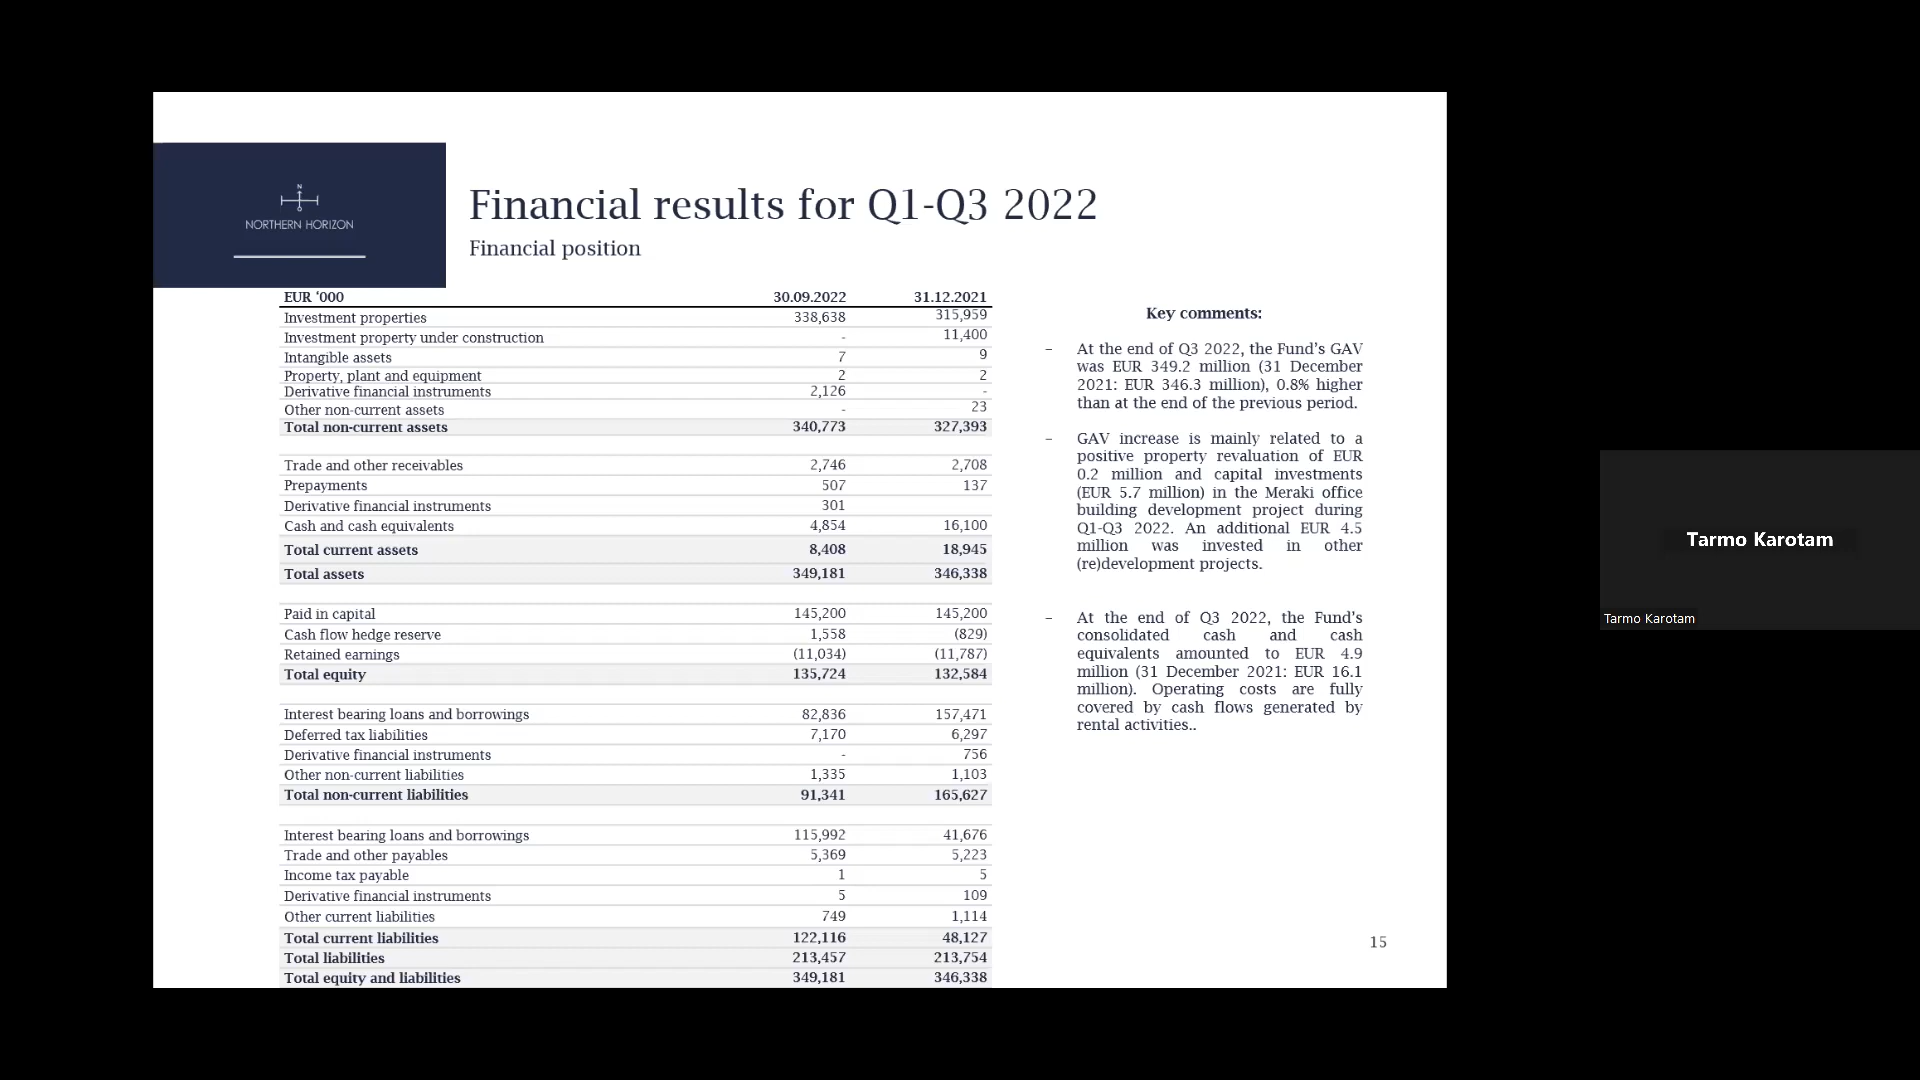 N
NORTHERN HORIZON
Financial results for Q1-Q3 2022
Financial position
EUR ‘000 30.09.2022 31.12.2021
Investment properties 338,638 315,959
Investment property under construction - 11,400
Intangible assets 7 9
Property, plant and equipment 2 2
Derivative financial instruments 2,126 -
Other non-current assets - 23
Total non-current assets 340,773 327,393
Trade and other receivables 2,746 2,708
Prepayments 507 137
Derivative financial instruments 301
Cash and cash equivalents 4,854 16,100
Total current assets 8,408 18,945
Total assets 349,181 346,338
Paid in capital 145,200 145,200
Cash flow hedge reserve 1,558 (829)
Retained earnings (11,034) (11,787)
Total equity 135,724 132,584
Interest bearing loans and borrowings 82,836 157,471
Deferred tax liabilities 7,170 6,297
Derivative financial instruments - 756
Other non-current liabilities 1,335 1,103
Total non-current liabilities 91,341 165,627
Interest bearing loans and borrowings 115,992 41,676
Trade and other payables 5,369 5,223
Income tax payable 1 5
Derivative financial instruments 5 109
Other current liabilities 749 1,114
Total current liabilities 122,116 48,127
Total liabilities 213,457 213,754
Total equity and liabilities 349,181 346,338
Key comments:
– At the end of Q3 2022, the Fund’s GAV
was EUR 349.2 million (31 December
2021: EUR 346.3 million), 0.8% higher
than at the end of the previous period.
– GAV increase is mainly related to a
positive property revaluation of EUR
0.2 million and capital investments
(EUR 5.7 million) in the Meraki office
building development project during
Q1-Q3 2022. An additional EUR 4.5
million was invested in other
(re)development projects.
– At the end of Q3 2022, the Fund’s
consolidated cash and cash
equivalents amounted to EUR 4.9
million (31 December 2021: EUR 16.1
million). Operating costs are fully
covered by cash flows generated by
rental activities..
15
Tarmo Karotam
Tarmo Karotam